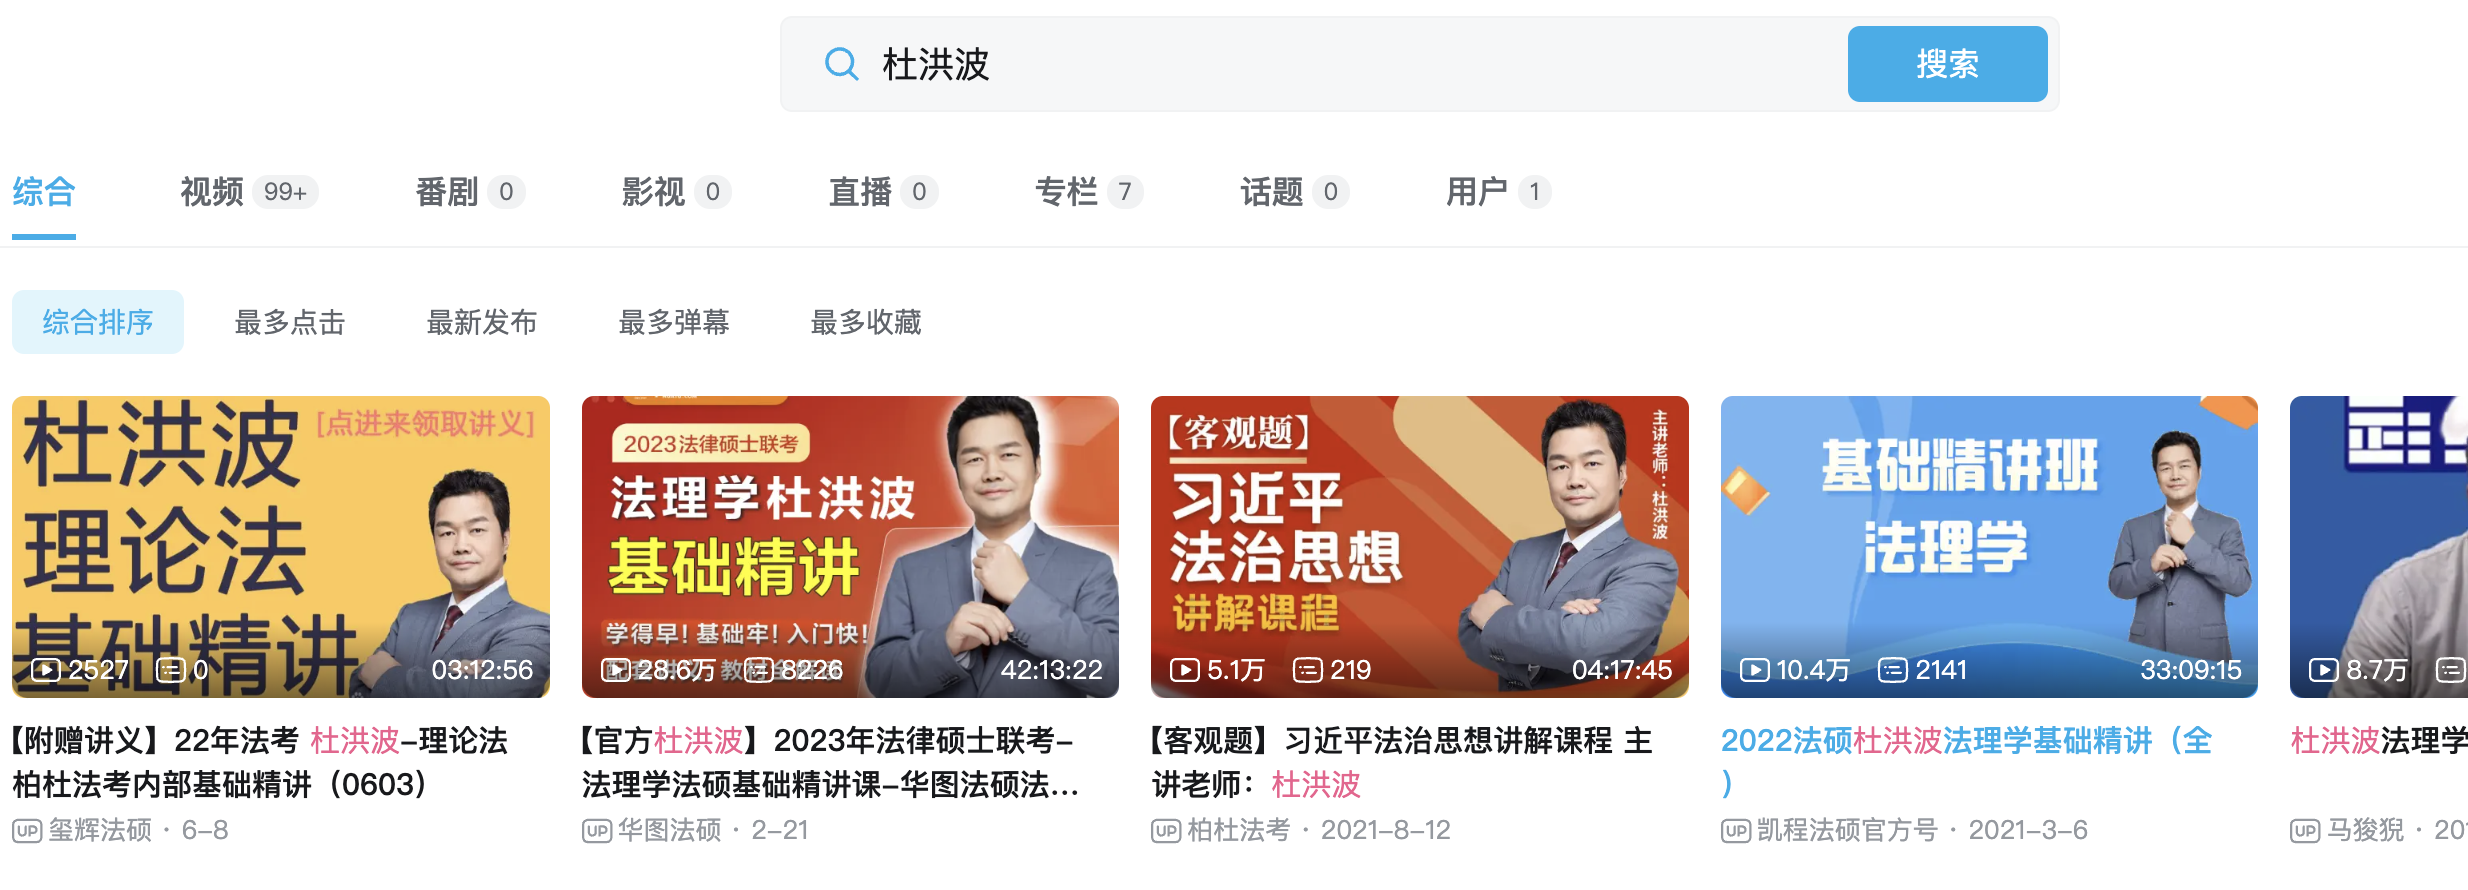 杜洪波
搜索
综合
视频 99+
番剧 0
影视 0
直播 0
专栏 7
话题 0
用户 1
综合排序
最多点击
最新发布
最多弹幕
最多收藏
杜洪波
[点进来领取讲义]
理论法
基础精讲
2527 0 03:12:56
【附赠讲义】22年法考 杜洪波-理论法
柏杜法考内部基础精讲（0603）
UP 玺辉法硕 · 6-8
2023法律硕士联考
法理学杜洪波
基础精讲
学得早！基础牢！入门快！
28.6万 8226 42:13:22
【官方杜洪波】2023年法律硕士联考-
法理学法硕基础精讲课-华图法硕法...
UP 华图法硕 · 2-21
【客观题】
习近平
法治思想
讲解课程
主讲老师：杜洪波
5.1万 219 04:17:45
【客观题】习近平法治思想讲解课程 主
讲老师：杜洪波
UP 柏杜法考 · 2021-8-12
基础精讲班
法理学
10.4万 2141 33:09:15
2022法硕杜洪波法理学基础精讲（全
）
UP 凯程法硕官方号 · 2021-3-6
8.7万
杜洪波法理学
UP 马狻猊 · 20